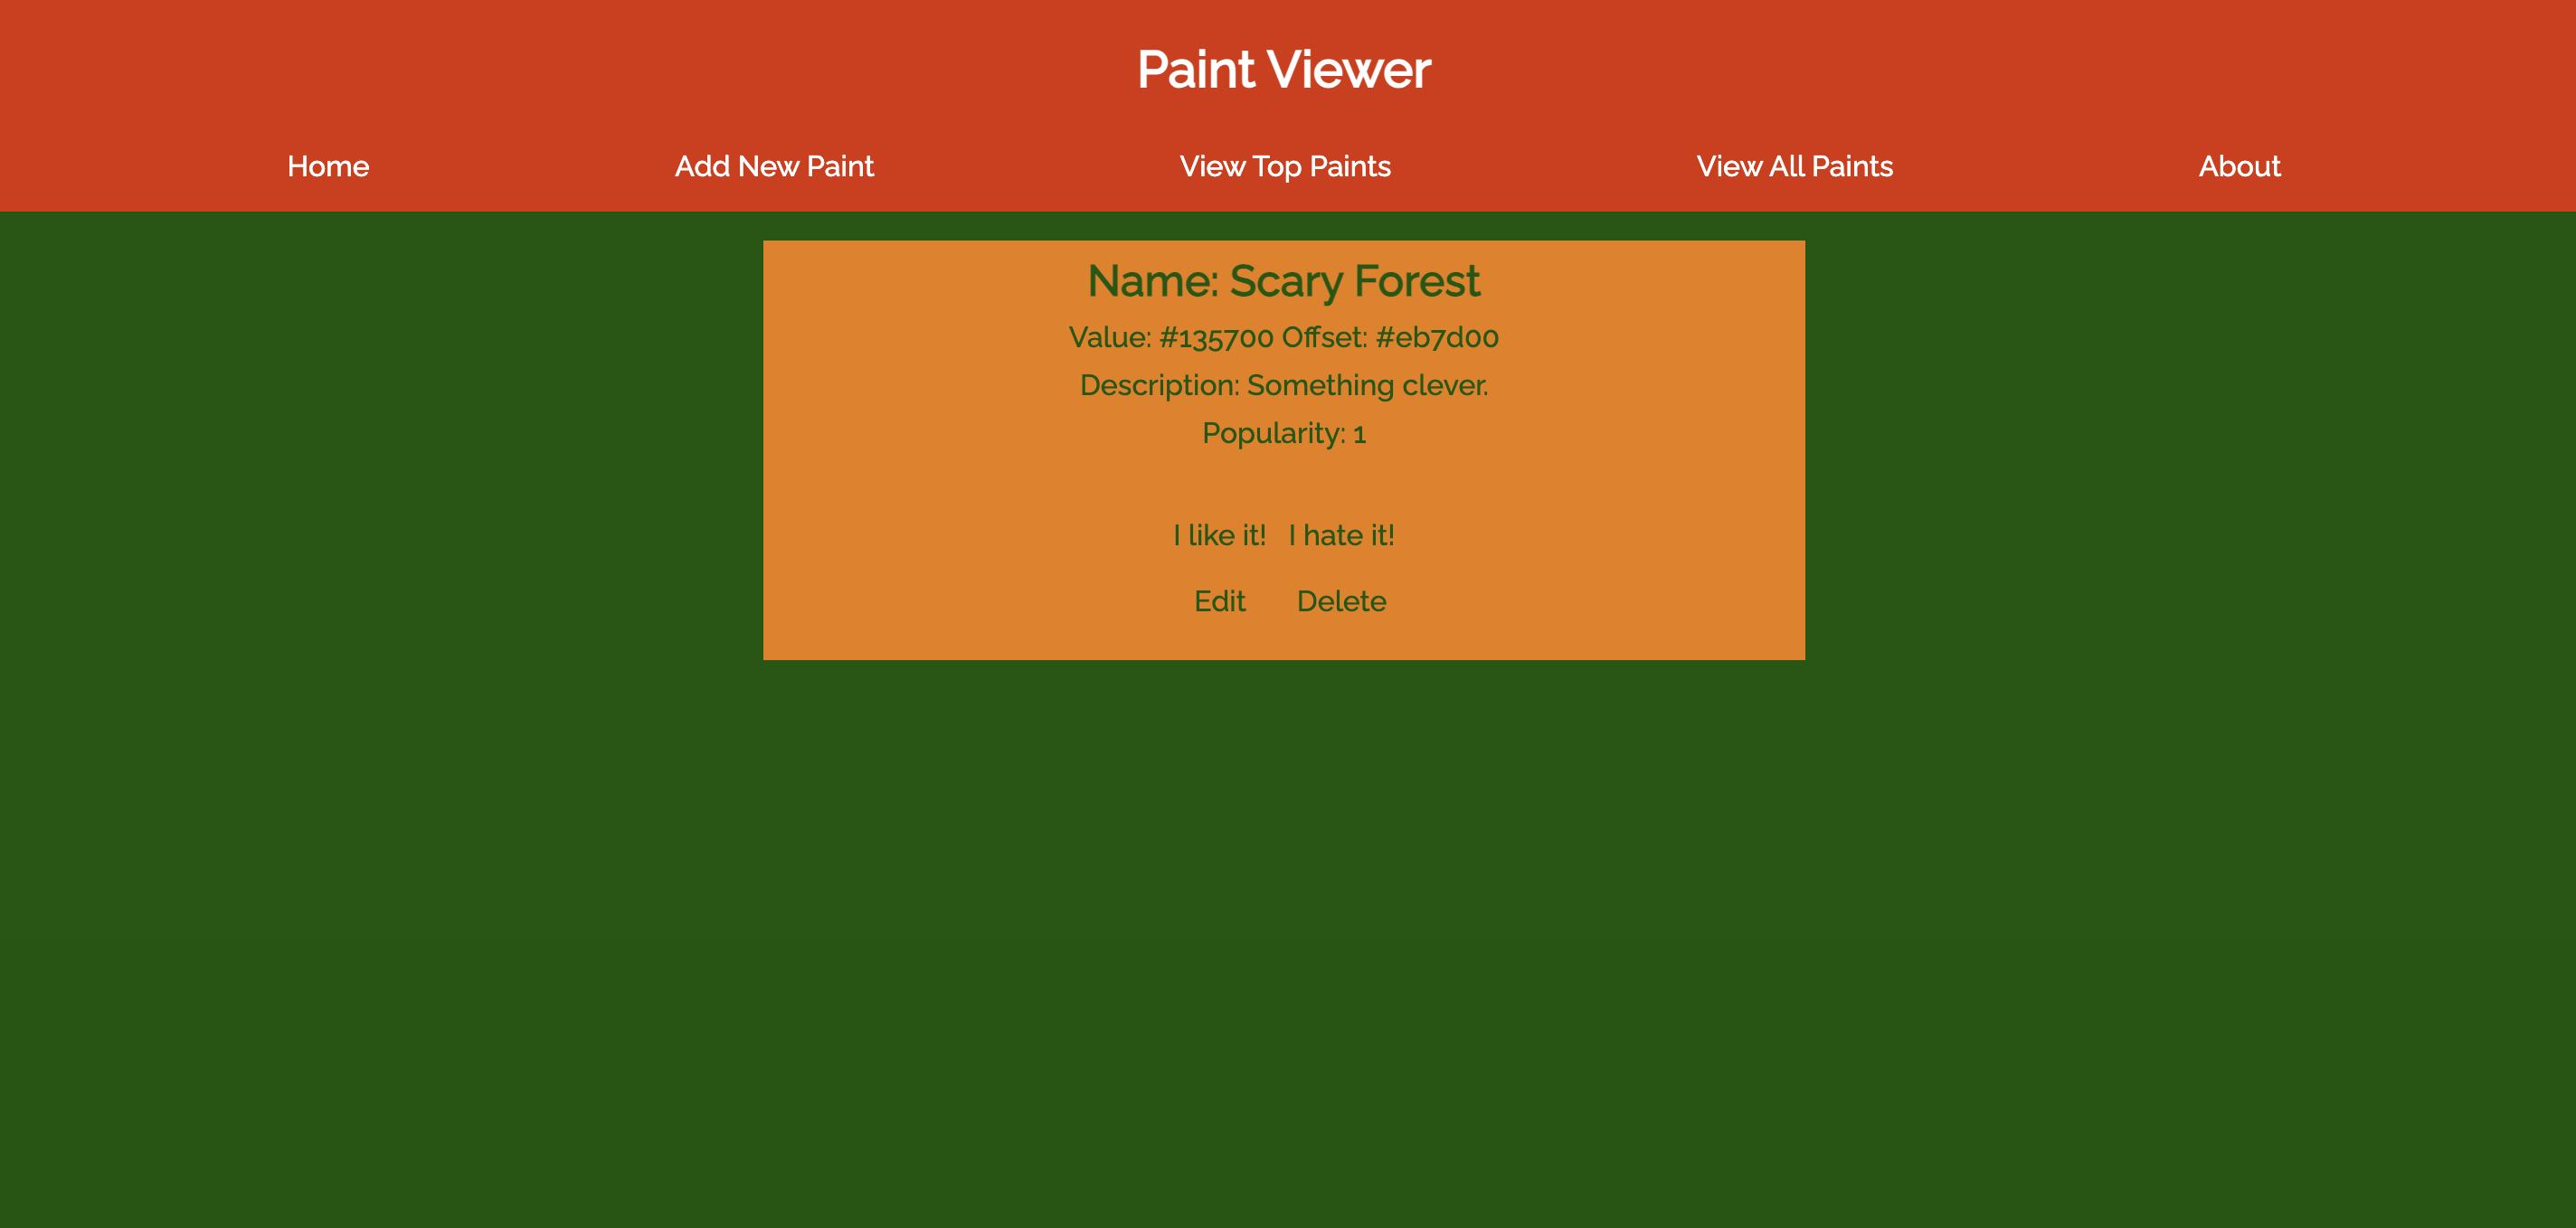 Paint Viewer
Home Add New Paint View Top Paints View All Paints About
Name: Scary Forest
Value: #135700 Offset: #eb7d00
Description: Something clever.
Popularity: 1
I like it! I hate it!
Edit Delete